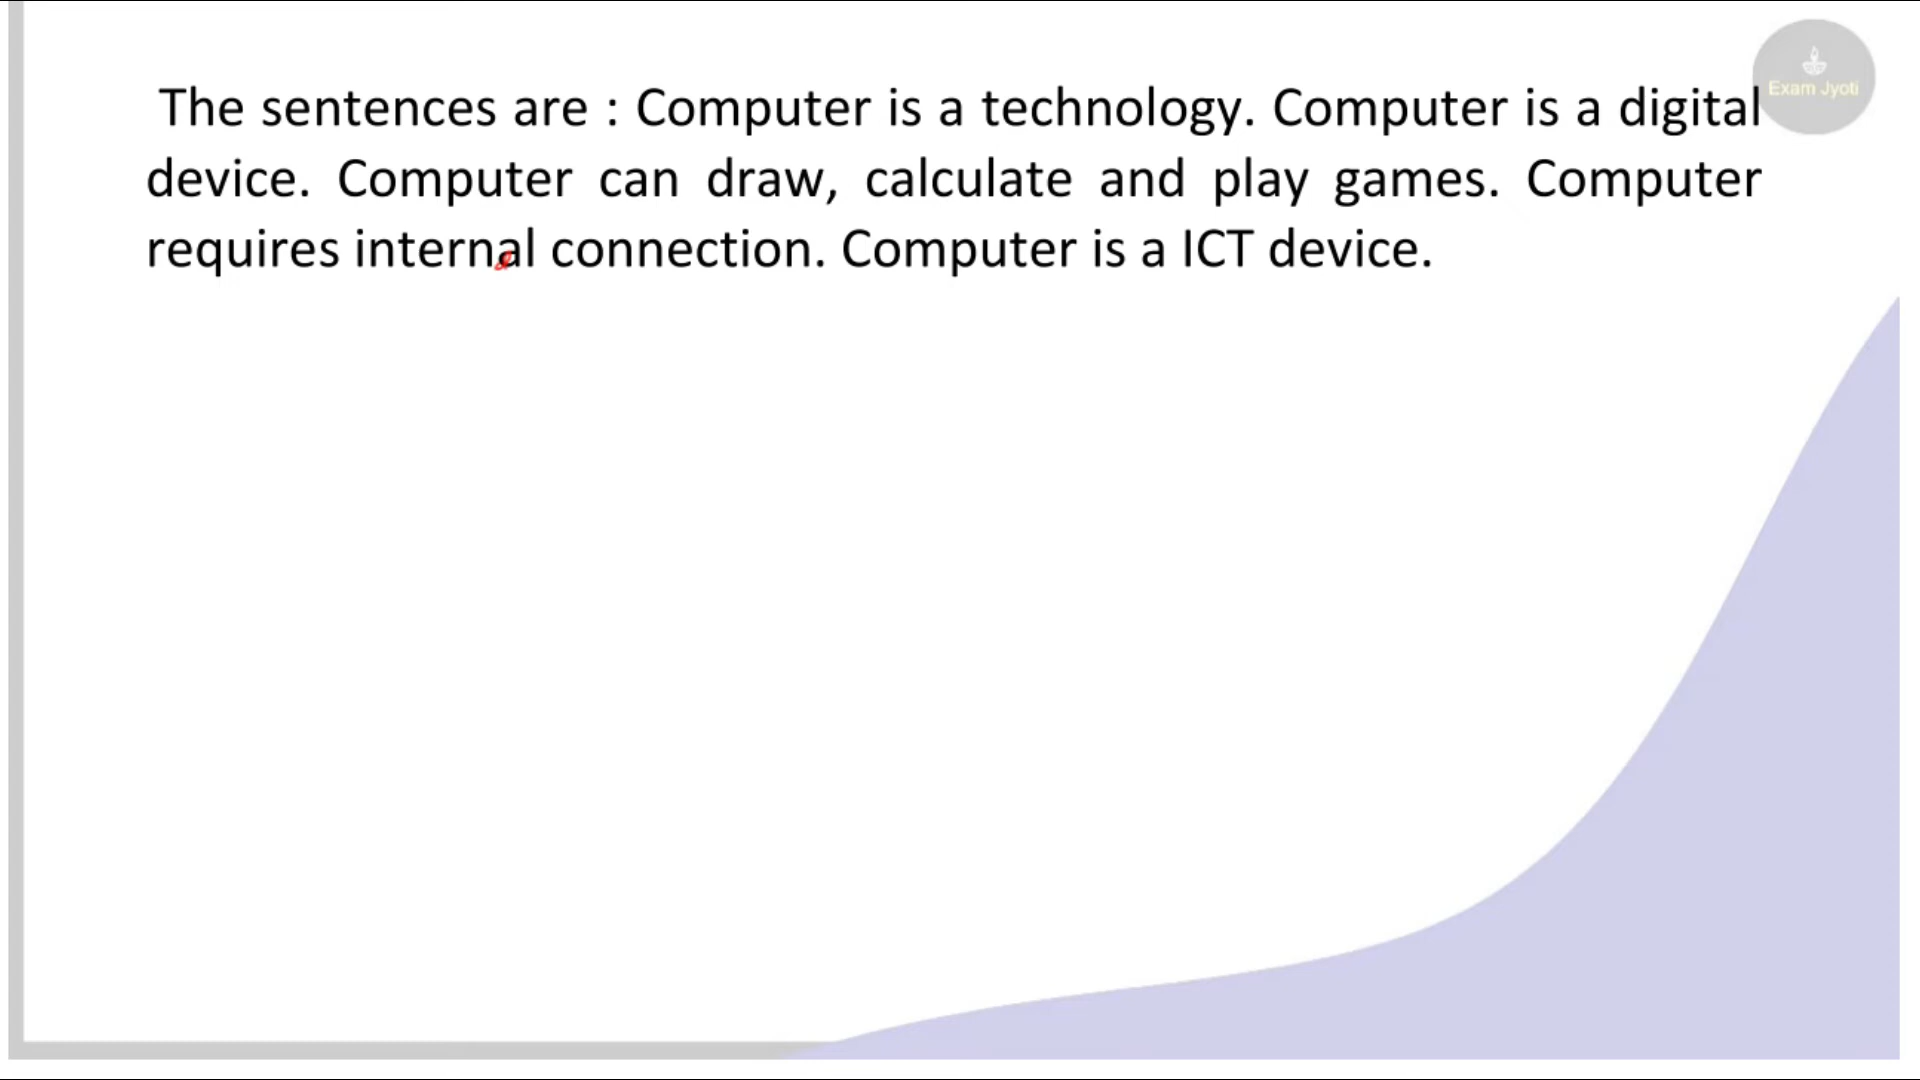 The sentences are : Computer is a technology. Computer is a digital
device. Computer can draw, calculate and play games. Computer
requires internal connection. Computer is a ICT device.
Exam Jyoti